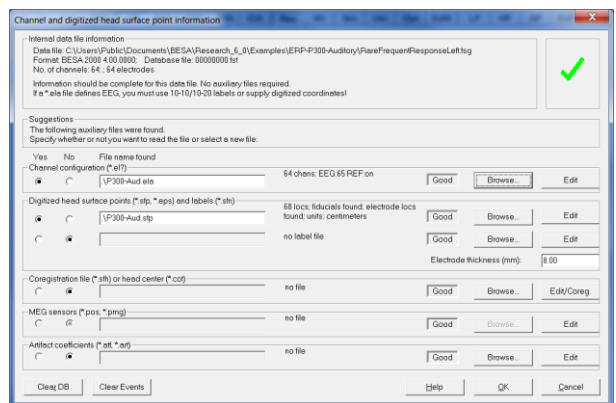 Channel and digitized head surface point information
Internal data file information
Data file: C:\Users\Public\Documents\BESA\Research_6_0\Examples\ERP-P300-Auditory\RareFrequentResponseLeft.fsg
Format: BESA 2008 4.00.0000; Database file: 00000000.fst
No. of channels: 64: ; 64 electrodes
Information should be complete for this data file. No auxiliary files required.
If a *.ela file defines EEG, you must use 10-10/10-20 labels or supply digitized coordinates!
Suggestions
The following auxiliary files were found.
Specify whether or not you want to read the file or select a new file:
Yes No File name found
Channel configuration (*.el?)
.\P300-Aud.ela 64 chans: EEG:65 REF:on Good Browse... Edit
Digitized head surface points (*.sfp, *.eps) and labels (*.sfn)
.\P300-Aud.sfp 68 locs; fiducials found; electrode locs found; units: centimeters Good Browse... Edit
no label file Good Browse... Edit
Electrode thickness (mm): 8.00
Coregistration file (*.sfh) or head center (*.cot)
no file Good Browse... Edit/Coreg.
MEG sensors (*.pos, *.pmg)
no file Good Browse... Edit
Artifact coefficients (*.atf, *.art)
no file Good Browse... Edit
Clear DB Clear Events Help OK Cancel